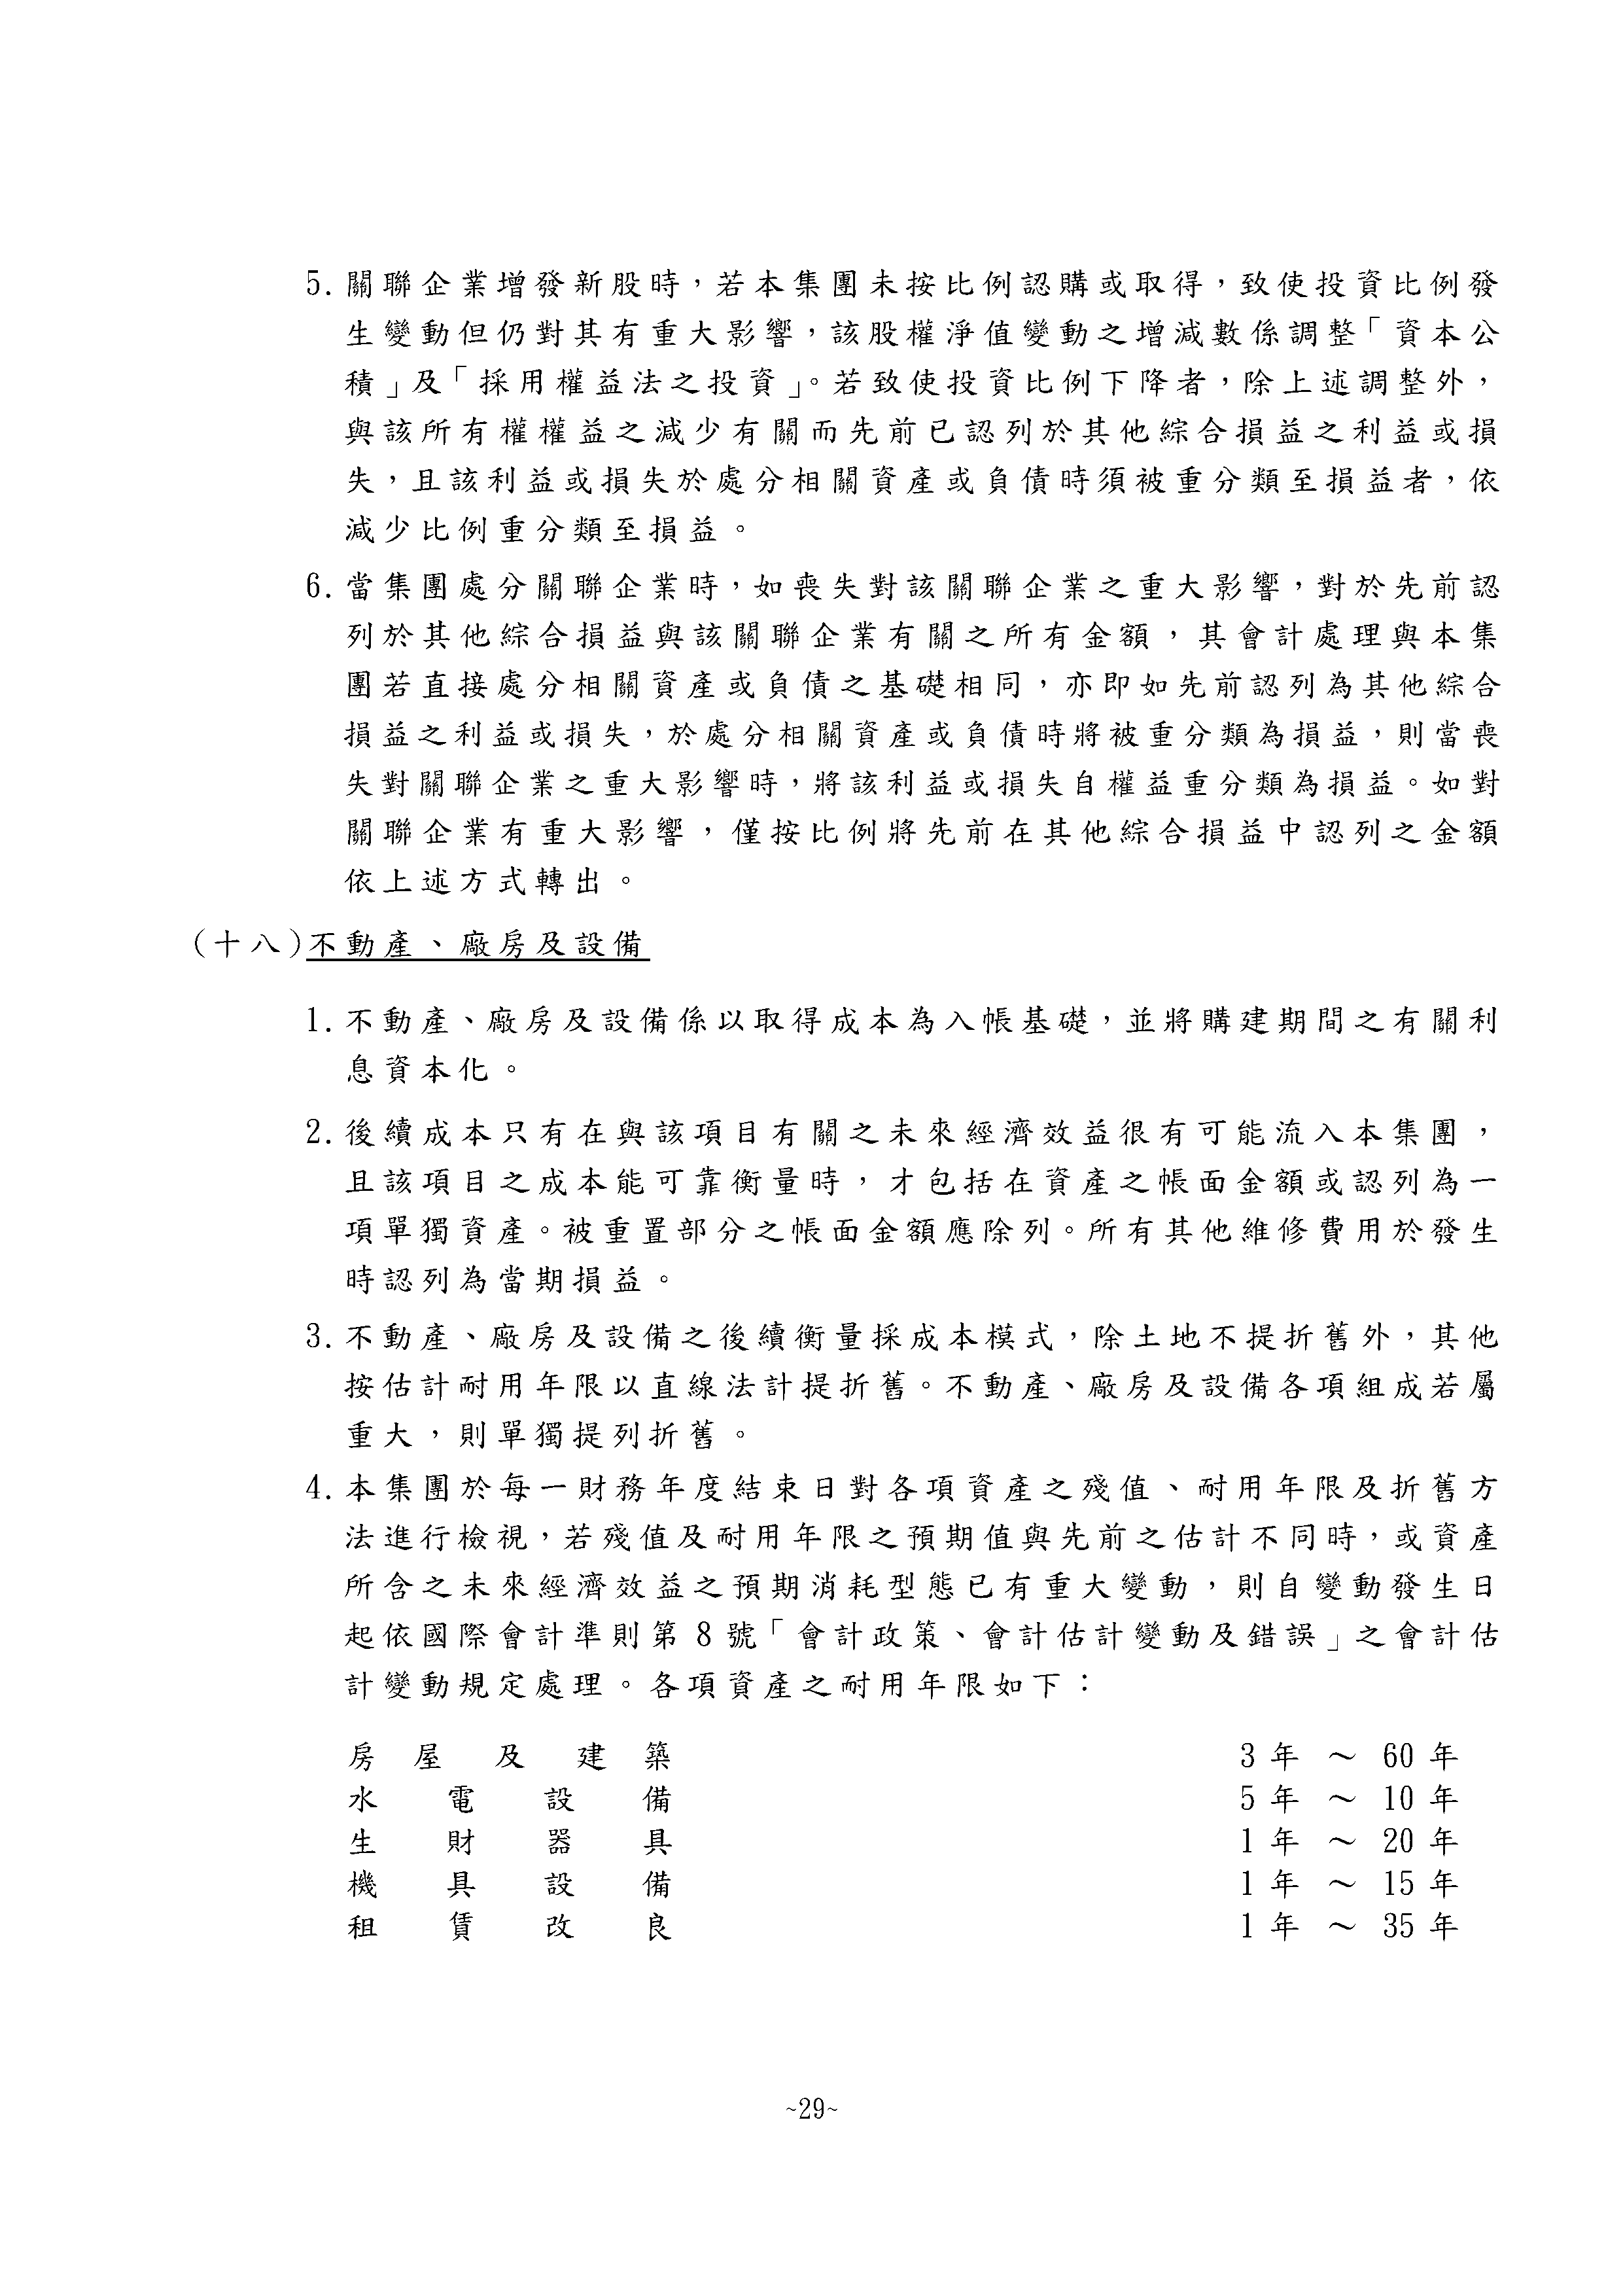 5. 關聯企業增發新股時，若本集團未按比例認購或取得，致使投資比例發
生變動但仍對其有重大影響，該股權淨值變動之增減數係調整「資本公
積」及「採用權益法之投資」。若致使投資比例下降者，除上述調整外，
與該所有權權益之減少有關而先前已認列於其他綜合損益之利益或損
失，且該利益或損失於處分相關資產或負債時須被重分類至損益者，依
減少比例重分類至損益。
6. 當集團處分關聯企業時，如喪失對該關聯企業之重大影響，對於先前認
列於其他綜合損益與該關聯企業有關之所有金額，其會計處理與本集
團若直接處分相關資產或負債之基礎相同，亦即如先前認列為其他綜合
損益之利益或損失，於處分相關資產或負債時將被重分類為損益，則當喪
失對關聯企業之重大影響時，將該利益或損失自權益重分類為損益。如對
關聯企業有重大影響，僅按比例將先前在其他綜合損益中認列之金額
依上述方式轉出。
(十八)不動產、廠房及設備
1. 不動產、廠房及設備係以取得成本為入帳基礎，並將購建期間之有關利
息資本化。
2. 後續成本只有在與該項目有關之未來經濟效益很有可能流入本集團，
且該項目之成本能可靠衡量時，才包括在資產之帳面金額或認列為一
項單獨資產。被重置部分之帳面金額應除列。所有其他維修費用於發生
時認列為當期損益。
3. 不動產、廠房及設備之後續衡量採成本模式，除土地不提折舊外，其他
按估計耐用年限以直線法計提折舊。不動產、廠房及設備各項組成若屬
重大，則單獨提列折舊。
4. 本集團於每一財務年度結束日對各項資產之殘值、耐用年限及折舊方
法進行檢視，若殘值及耐用年限之預期值與先前之估計不同時，或資產
所含之未來經濟效益之預期消耗型態已有重大變動，則自變動發生日
起依國際會計準則第 8 號「會計政策、會計估計變動及錯誤」之會計估
計變動規定處理。各項資產之耐用年限如下：
房屋及建築 3 年 ～ 60 年
水電設備 5 年 ～ 10 年
生財器具 1 年 ～ 20 年
機具設備 1 年 ～ 15 年
租賃改良 1 年 ～ 35 年
~29~